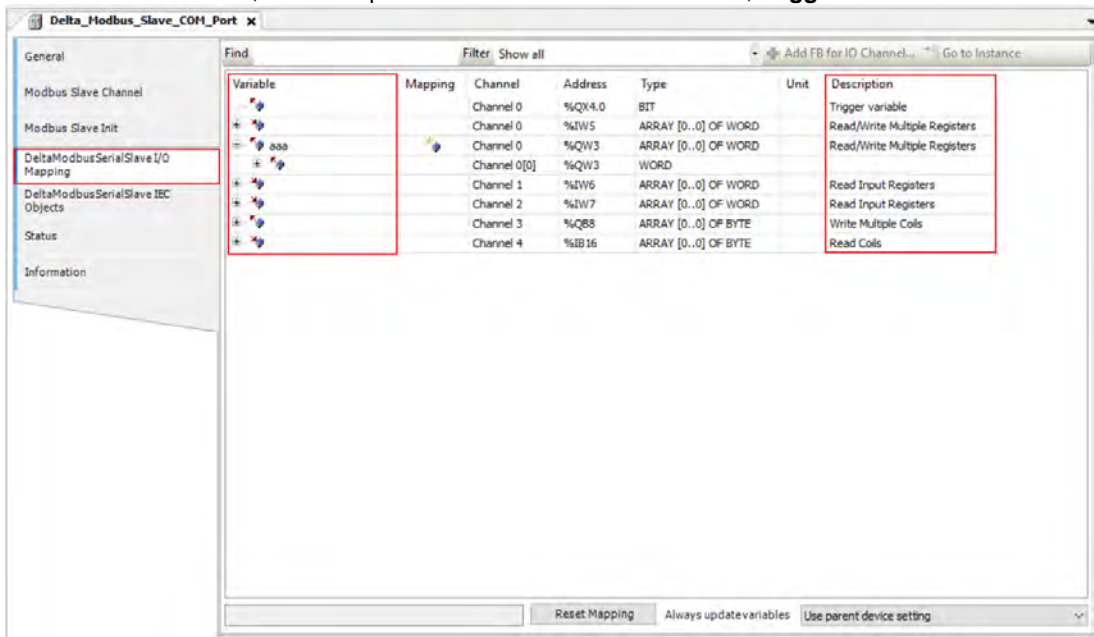 Delta_Modbus_Slave_COM_Port x
General
Modbus Slave Channel
Modbus Slave Init
DeltaModbusSerialSlave I/O
Mapping
DeltaModbusSerialSlave IEC
Objects
Status
Information
Find Filter Show all Add FB for IO Channel... Go to Instance
Variable Mapping Channel Address Type Unit Description
Channel 0 %QX4.0 BIT Trigger variable
Channel 0 %IW5 ARRAY [0..0] OF WORD Read/Write Multiple Registers
aaa Channel 0 %QW3 ARRAY [0..0] OF WORD Read/Write Multiple Registers
Channel 0[0] %QW3 WORD
Channel 1 %IW6 ARRAY [0..0] OF WORD Read Input Registers
Channel 2 %IW7 ARRAY [0..0] OF WORD Read Input Registers
Channel 3 %QB8 ARRAY [0..0] OF BYTE Write Multiple Coils
Channel 4 %IB16 ARRAY [0..0] OF BYTE Read Coils
Reset Mapping Always update variables Use parent device setting